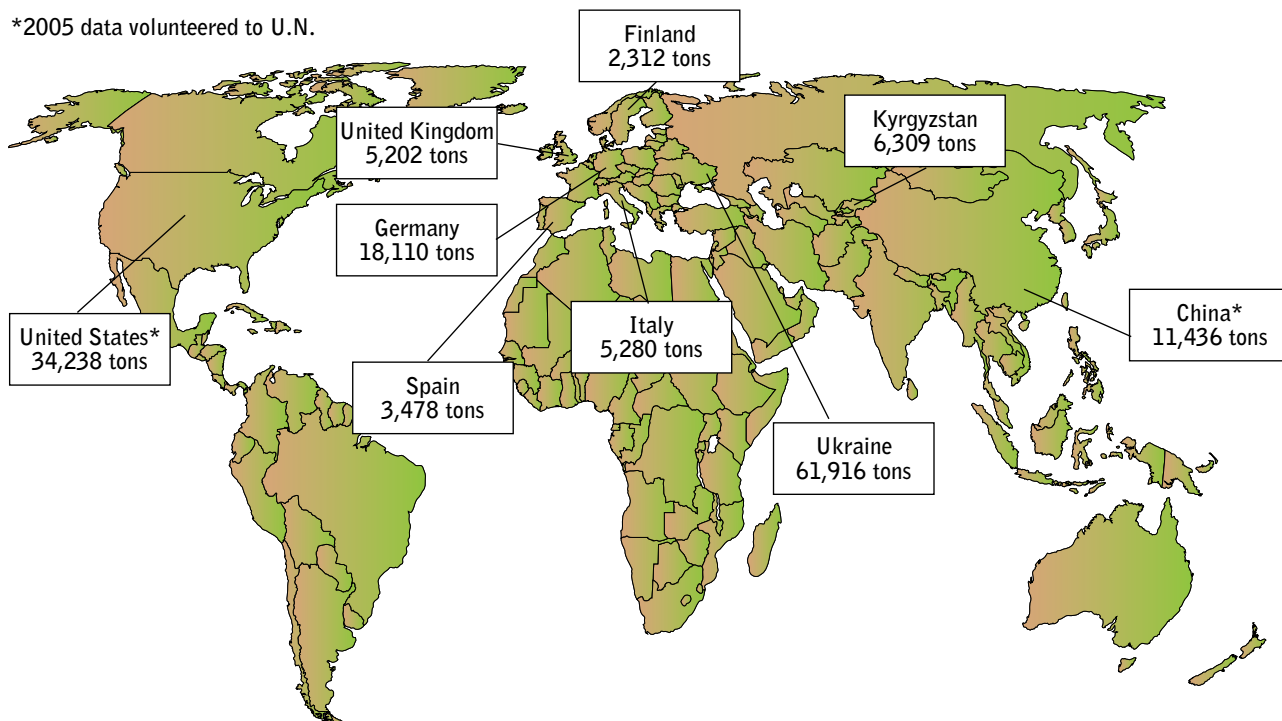 *2005 data volunteered to U.N.
Finland
2,312 tons
United Kingdom
5,202 tons
Kyrgyzstan
6,309 tons
Germany
18,110 tons
United States*
34,238 tons
Italy
5,280 tons
China*
11,436 tons
Spain
3,478 tons
Ukraine
61,916 tons